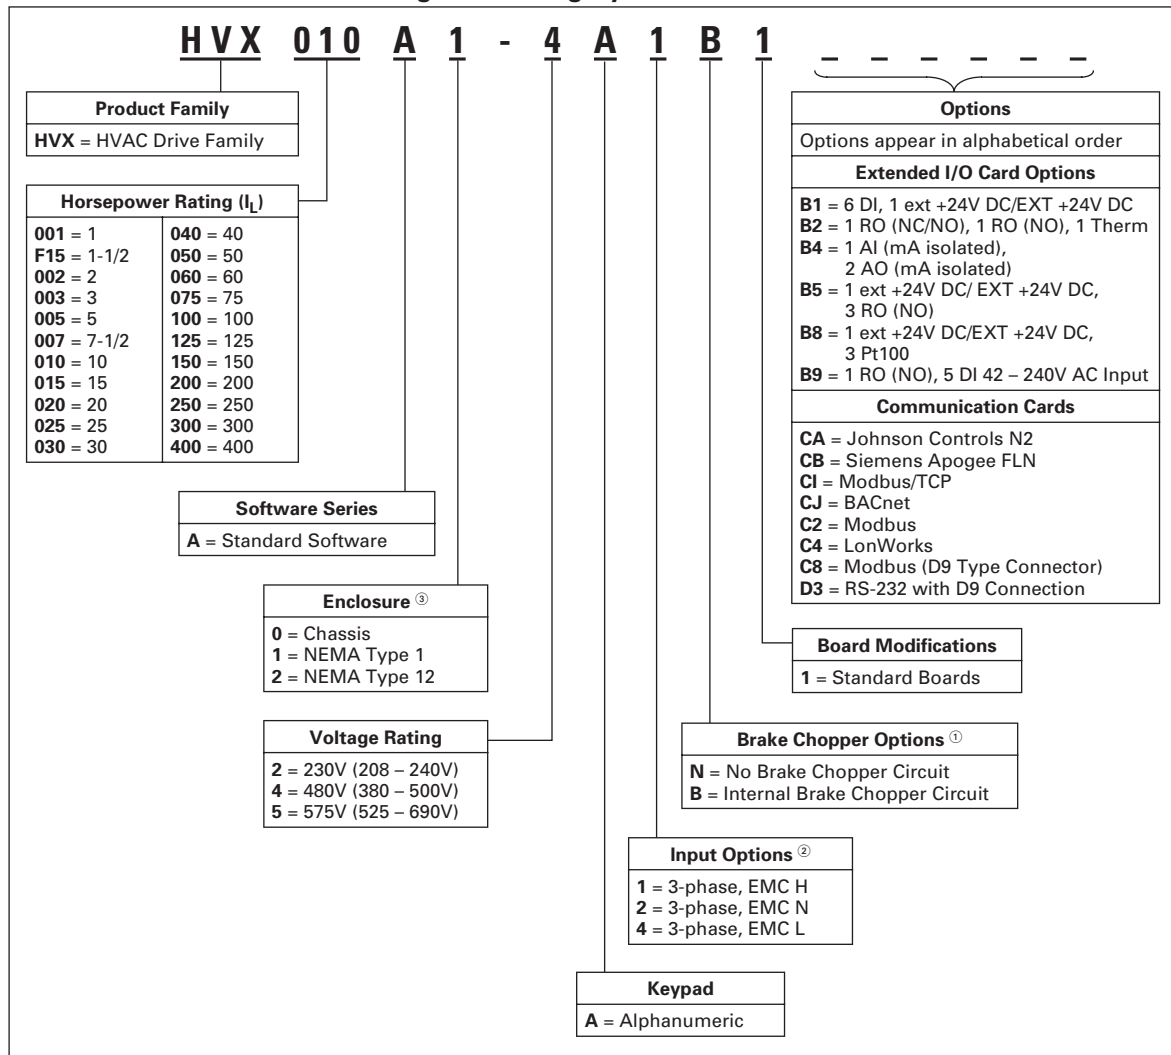 HVX 010 A 1 - 4 A 1 B 1 _ _ _ _ _ _
Product Family
HVX = HVAC Drive Family
Horsepower Rating (IL)
001 = 1
F15 = 1-1/2
002 = 2
003 = 3
005 = 5
007 = 7-1/2
010 = 10
015 = 15
020 = 20
025 = 25
030 = 30
040 = 40
050 = 50
060 = 60
075 = 75
100 = 100
125 = 125
150 = 150
200 = 200
250 = 250
300 = 300
400 = 400
Software Series
A = Standard Software
Enclosure ③
0 = Chassis
1 = NEMA Type 1
2 = NEMA Type 12
Voltage Rating
2 = 230V (208 – 240V)
4 = 480V (380 – 500V)
5 = 575V (525 – 690V)
Options
Options appear in alphabetical order
Extended I/O Card Options
B1 = 6 DI, 1 ext +24V DC/EXT +24V DC
B2 = 1 RO (NC/NO), 1 RO (NO), 1 Therm
B4 = 1 AI (mA isolated),
2 AO (mA isolated)
B5 = 1 ext +24V DC/ EXT +24V DC,
3 RO (NO)
B8 = 1 ext +24V DC/EXT +24V DC,
3 Pt100
B9 = 1 RO (NO), 5 DI 42 – 240V AC Input
Communication Cards
CA = Johnson Controls N2
CB = Siemens Apogee FLN
CI = Modbus/TCP
CJ = BACnet
C2 = Modbus
C4 = LonWorks
C8 = Modbus (D9 Type Connector)
D3 = RS-232 with D9 Connection
Board Modifications
1 = Standard Boards
Brake Chopper Options ①
N = No Brake Chopper Circuit
B = Internal Brake Chopper Circuit
Input Options ②
1 = 3-phase, EMC H
2 = 3-phase, EMC N
4 = 3-phase, EMC L
Keypad
A = Alphanumeric